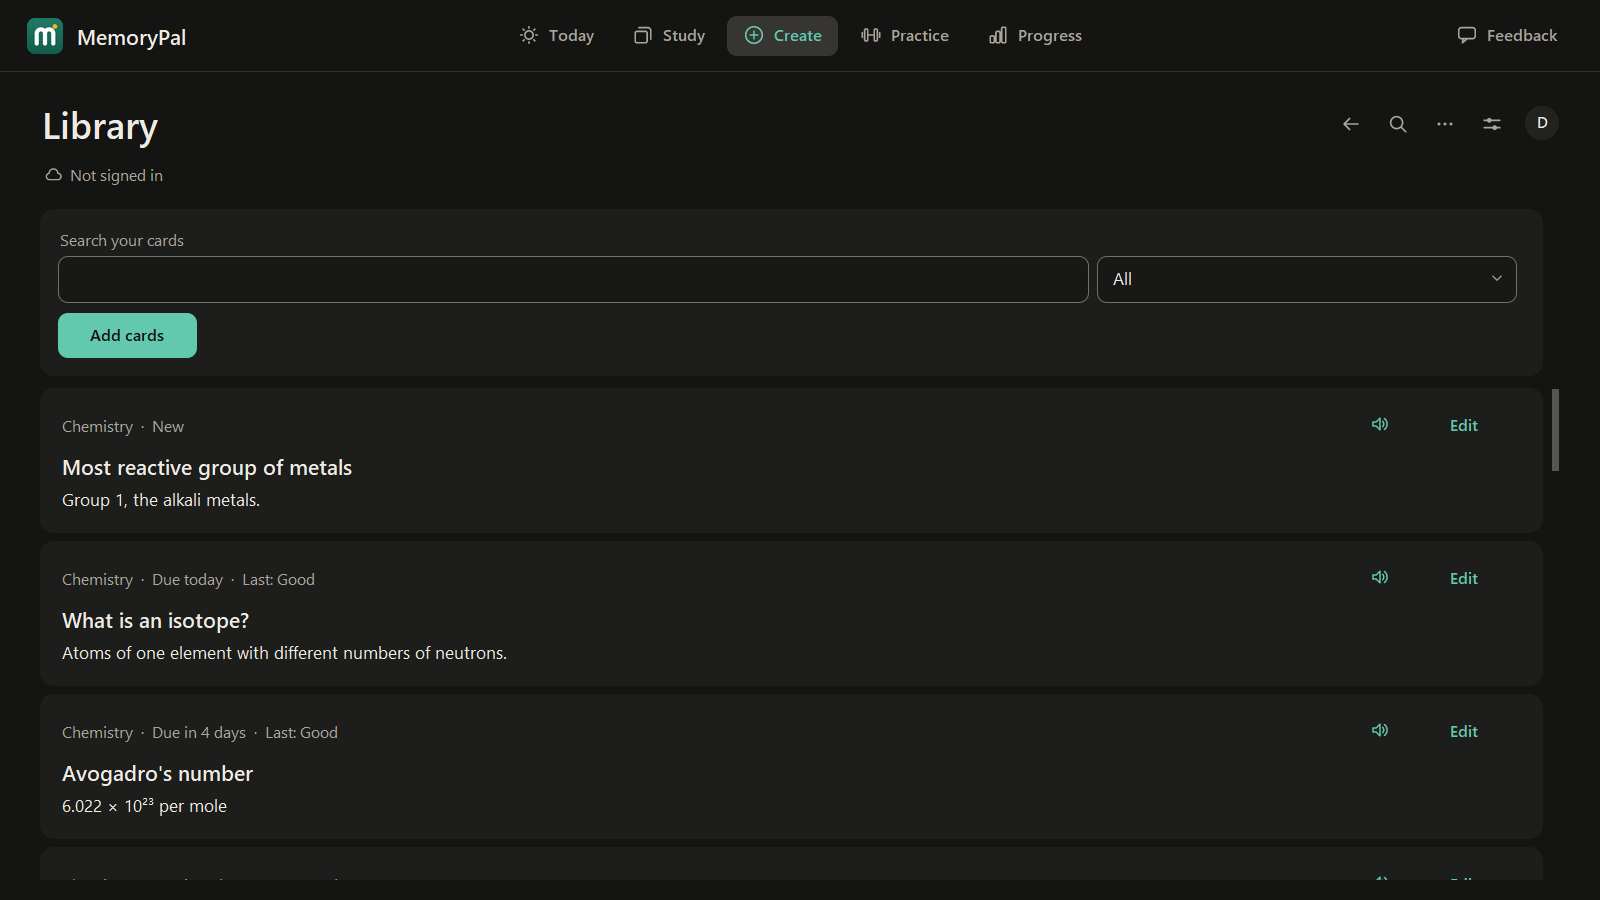 MemoryPal
Today
Study
Create
Practice
Progress
Feedback
Library
D
Not signed in
Search your cards
All
Add cards
Chemistry · New
Edit
Most reactive group of metals
Group 1, the alkali metals.
Chemistry · Due today · Last: Good
Edit
What is an isotope?
Atoms of one element with different numbers of neutrons.
Chemistry · Due in 4 days · Last: Good
Edit
Avogadro's number
6.022 × 10²³ per mole